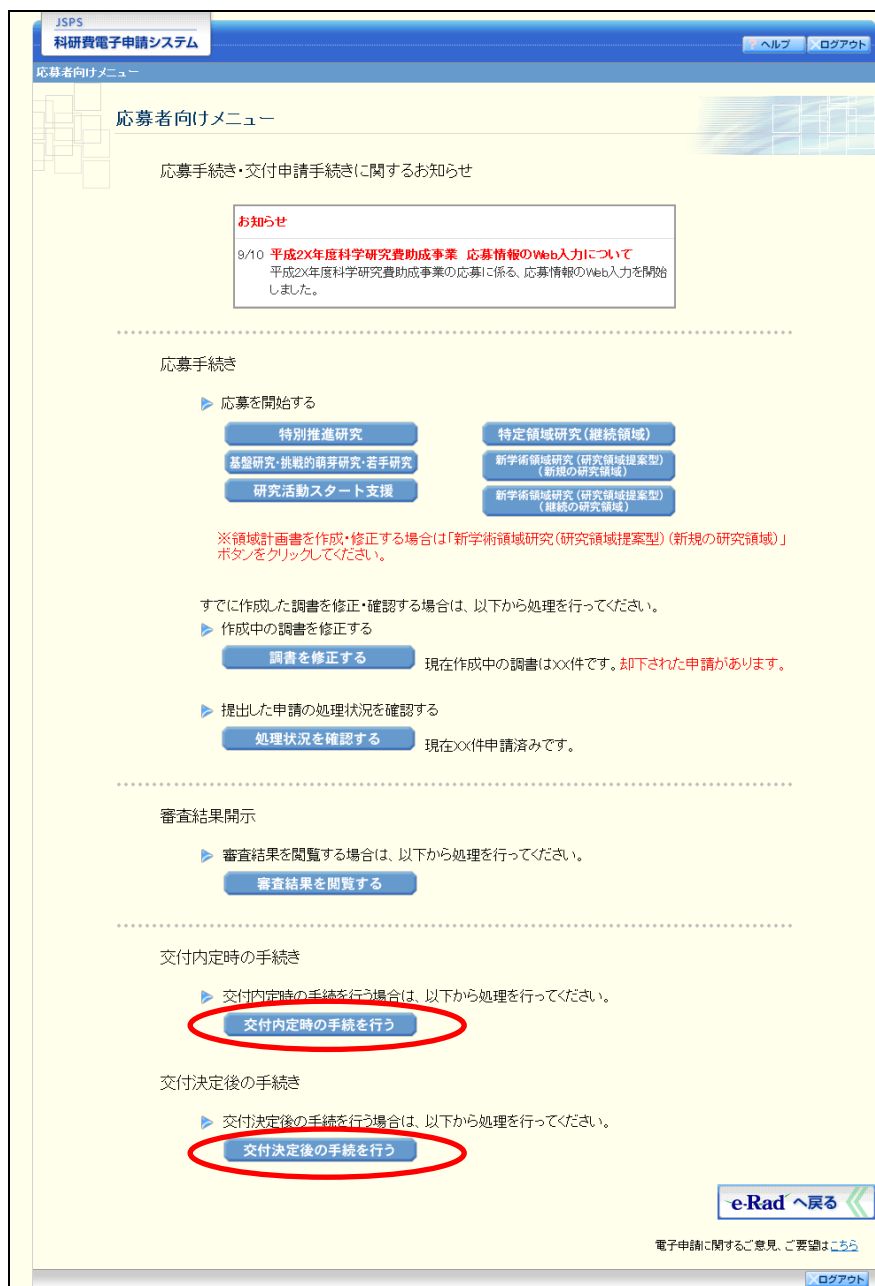 JSPS
科研費電子申請システム
ヘルプ
ログアウト
応募者向けメニュー
応募者向けメニュー
応募手続き・交付申請手続きに関するお知らせ
お知らせ
9/10 平成2X年度科学研究費助成事業 応募情報のWeb入力について
平成2X年度科学研究費助成事業の応募に係る、応募情報のWeb入力を開始
しました。
応募手続き
応募を開始する
特別推進研究
特定領域研究(継続領域)
基盤研究・挑戦的萌芽研究・若手研究
新学術領域研究(研究領域提案型)
(新規の研究領域)
研究活動スタート支援
新学術領域研究(研究領域提案型)
(継続の研究領域)
※領域計画書を作成・修正する場合は「新学術領域研究(研究領域提案型)(新規の研究領域)」
ボタンをクリックしてください。
すでに作成した調書を修正・確認する場合は、以下から処理を行ってください。
作成中の調書を修正する
調書を修正する
現在作成中の調書はxx件です。却下された申請があります。
提出した申請の処理状況を確認する
処理状況を確認する
現在xx件申請済みです。
審査結果開示
審査結果を閲覧する場合は、以下から処理を行ってください。
審査結果を閲覧する
交付内定時の手続き
交付内定時の手続を行う場合は、以下から処理を行ってください。
交付内定時の手続を行う
交付決定後の手続き
交付決定後の手続を行う場合は、以下から処理を行ってください。
交付決定後の手続を行う
e-Rad へ戻る
電子申請に関するご意見、ご要望はこちら
ログアウト